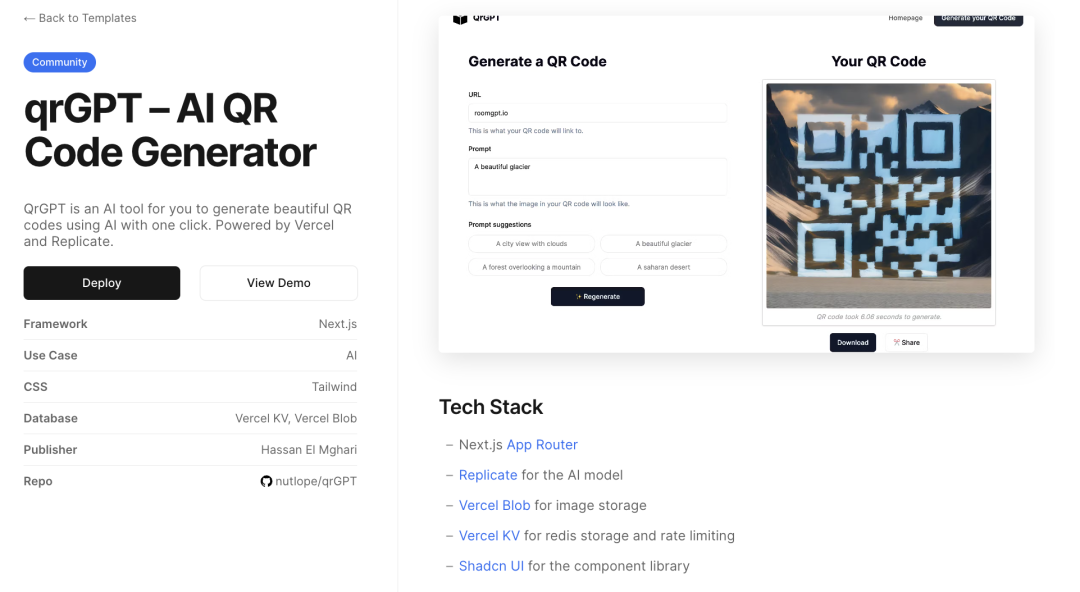 ← Back to Templates
Community
qrGPT – AI QR
Code Generator
QrGPT is an AI tool for you to generate beautiful QR
codes using AI with one click. Powered by Vercel
and Replicate.
Deploy
View Demo
Framework Next.js
Use Case AI
CSS Tailwind
Database Vercel KV, Vercel Blob
Publisher Hassan El Mghari
Repo nutlope/qrGPT
QrGPT
Homepage
Generate your QR Code
Generate a QR Code
URL
roomgpt.io
This is what your QR code will link to.
Prompt
A beautiful glacier
This is what the image in your QR code will look like.
Prompt suggestions
A city view with clouds
A beautiful glacier
A forest overlooking a mountain
A saharan desert
✨ Regenerate
Your QR Code
QR code took 6.06 seconds to generate.
Download
✂️ Share
Tech Stack
– Next.js App Router
– Replicate for the AI model
– Vercel Blob for image storage
– Vercel KV for redis storage and rate limiting
– Shadcn UI for the component library